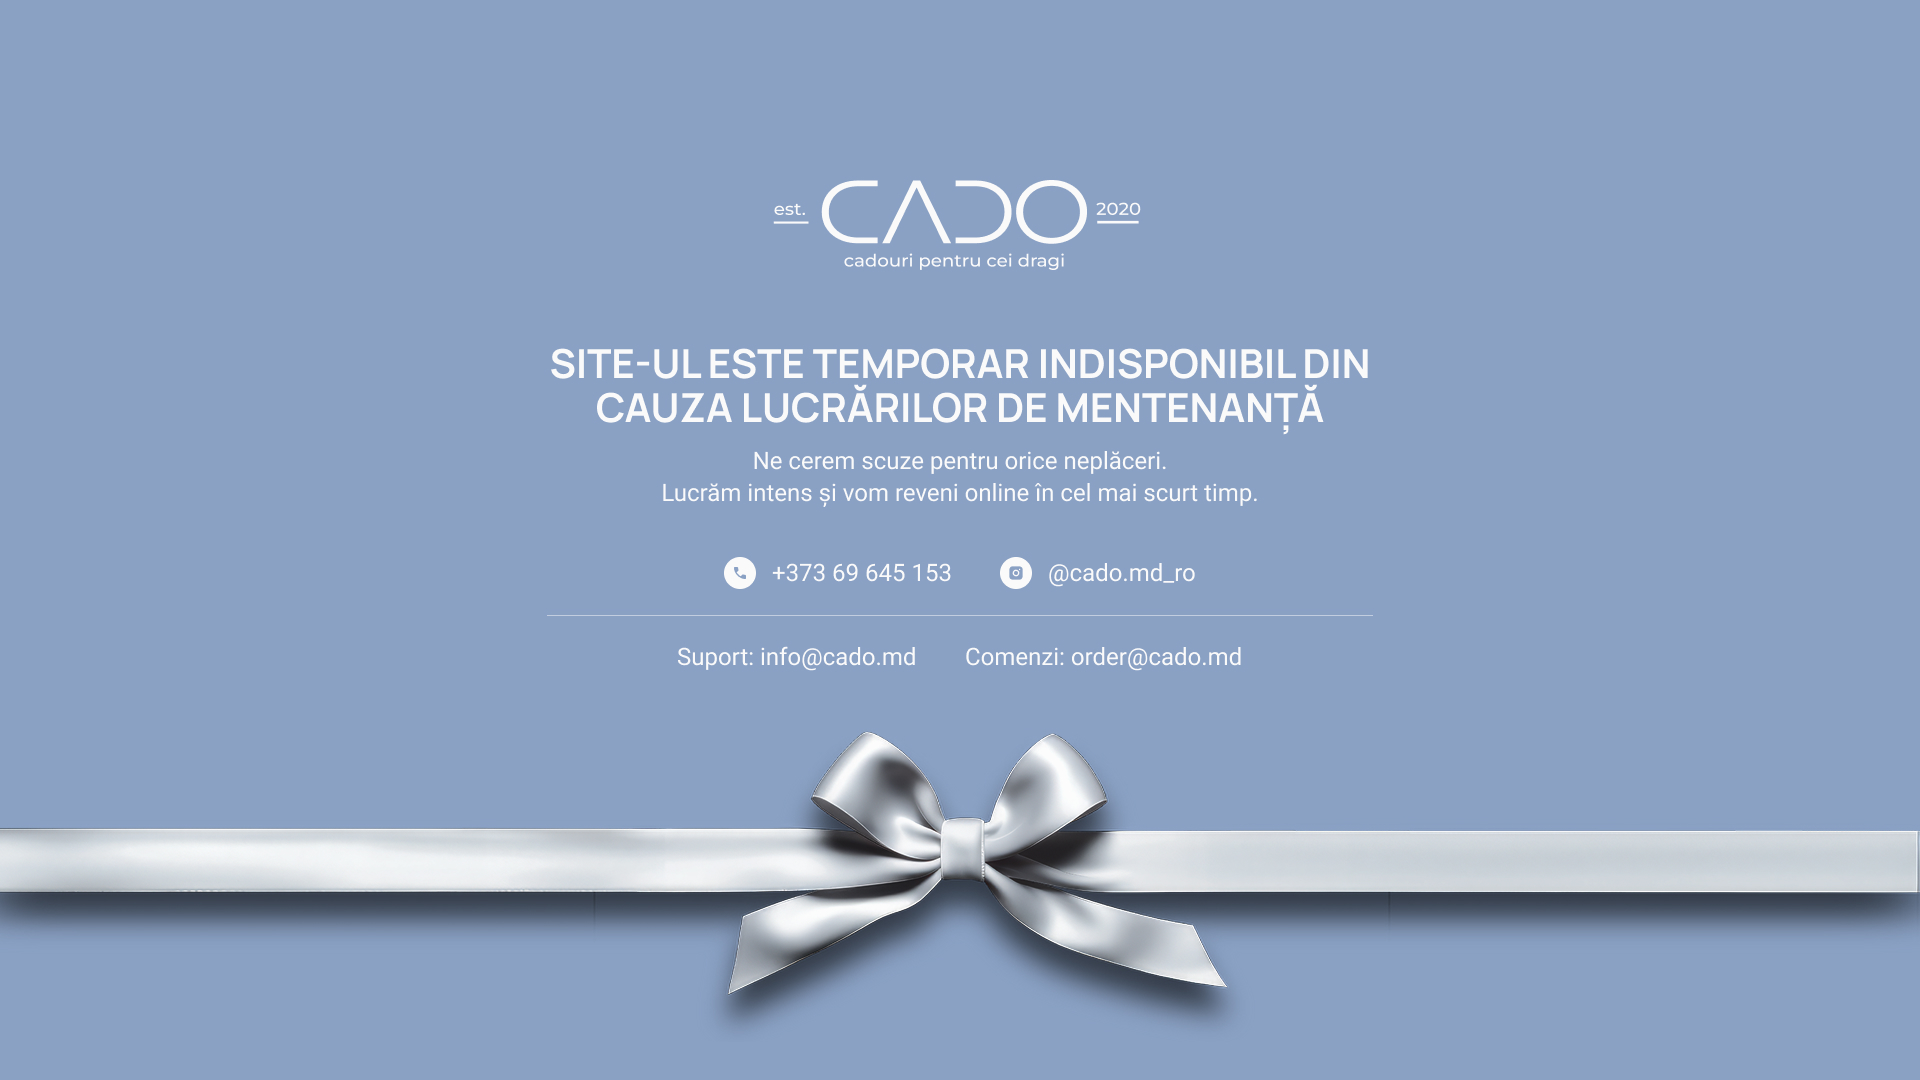 est. CADO 2020
cadouri pentru cei dragi
SITE-UL ESTE TEMPORAR INDISPONIBIL DIN
CAUZA LUCRĂRILOR DE MENTENANȚĂ
Ne cerem scuze pentru orice neplăceri.
Lucrăm intens și vom reveni online în cel mai scurt timp.
+373 69 645 153 @cado.md_ro
Suport: info@cado.md Comenzi: order@cado.md